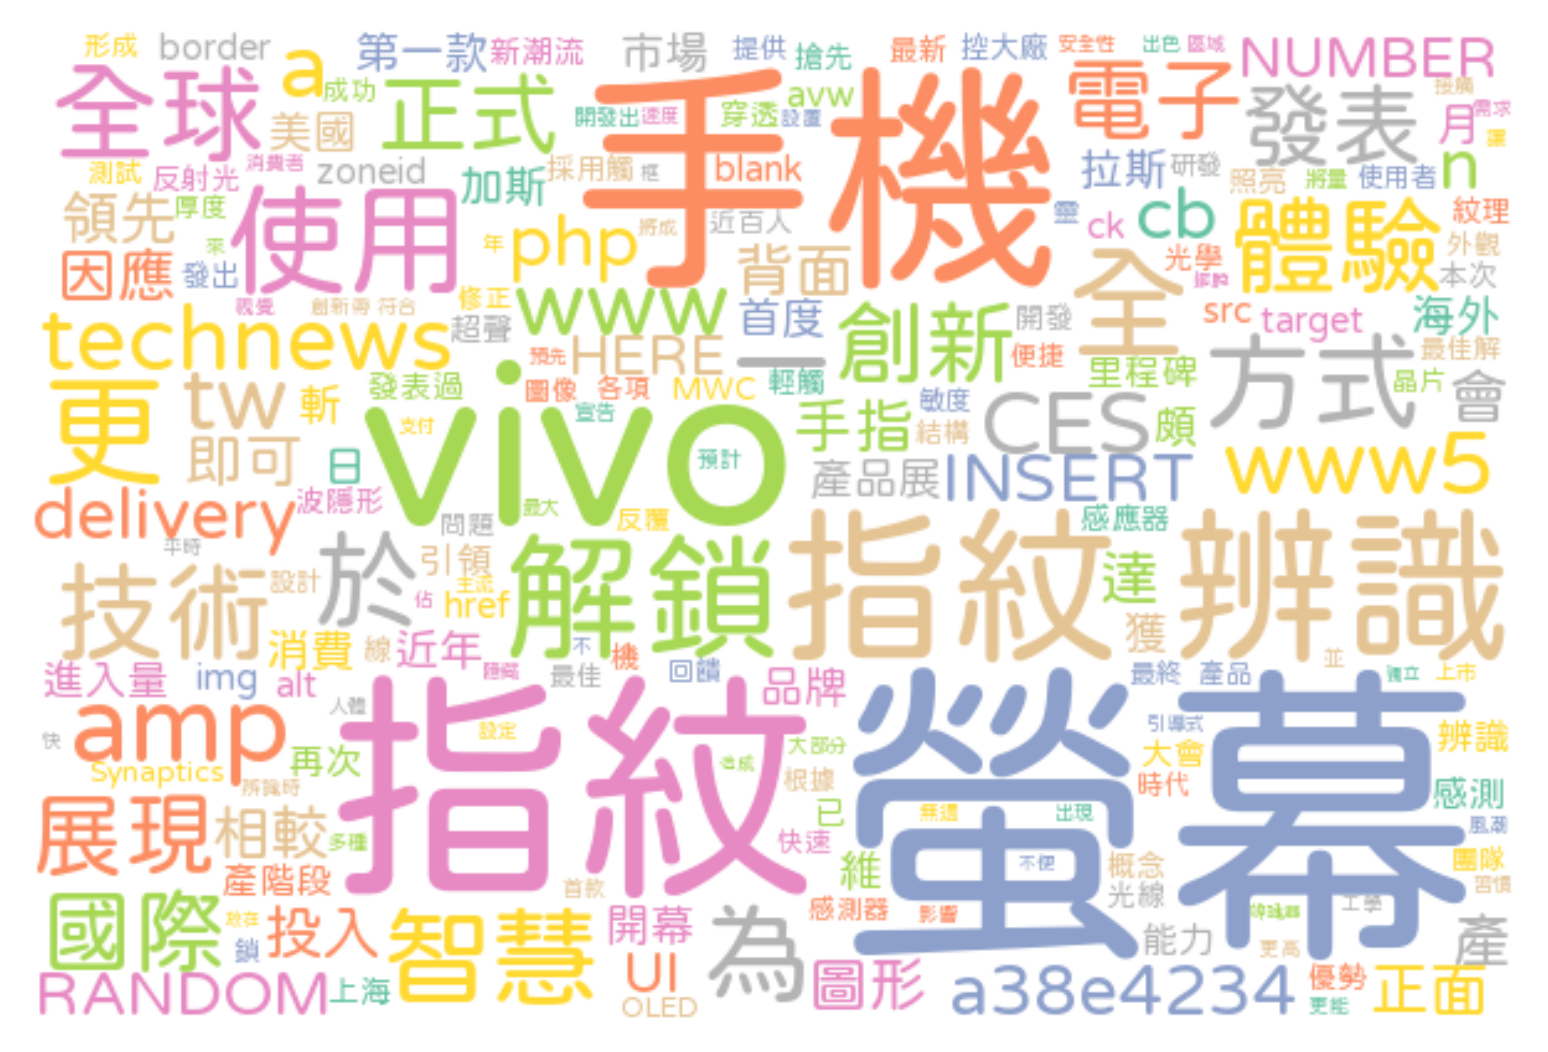 形成 border a 第一款 新潮流 市場 提供 搶先 最新 控大廠 安全性 出色 區域 NUMBER
全球 成功 正式 手機 avw 電子 發表 接觸 需求
美國 開發出 速度 穿透 設置 月 讓
測試 反射光 消費者 zoneid 加斯 採用觸 框 blank 拉斯 研發 照亮 將量 使用者 n
領先 厚度 使用 年 php 將成 近百人 靈 ck cb 體驗 紋理
因應 來 發出 背面 全 光學 外觀 本次
視覺 創新專 符合 修正 超聲 www 首度 創新 開發 src target 海外
technews 預先 HERE 一 便捷 里程碑 方式 最佳解
更 tw 斬 發表過 vivo 圖像 各項 MWC 輕觸 敏度 晶片 會
即可 支付 宣告 手指 結構 CES 頗
日 預計 產品展 INSERT www5
delivery 波隱形 最大 問題 反覆 感應器
平時 於 引領 解鎖 指紋 辨識
技術 設計 主流 佔 href 達
消費 線 近年 不 機 獲 並
進入量 img alt 隱藏 最佳 回饋 品牌 最終 產品 獨立 上市
amp 人體 指紋 設定 螢幕 引導式 辨識
快 Synaptics 再次 大部分 大會
辨識時 造成 根據 時代 感測
展現 相較 多種 已 無邊 出現 風潮
快速 不便 團隊
產階段 首款 維 概念 習慣
國際 放在 投入 智慧 開幕 為 感測器 影響 光線 工學 產
鎖 能力 更高
RANDOM 上海 UI 圖形 a38e4234 優勢 正面
OLED 更能